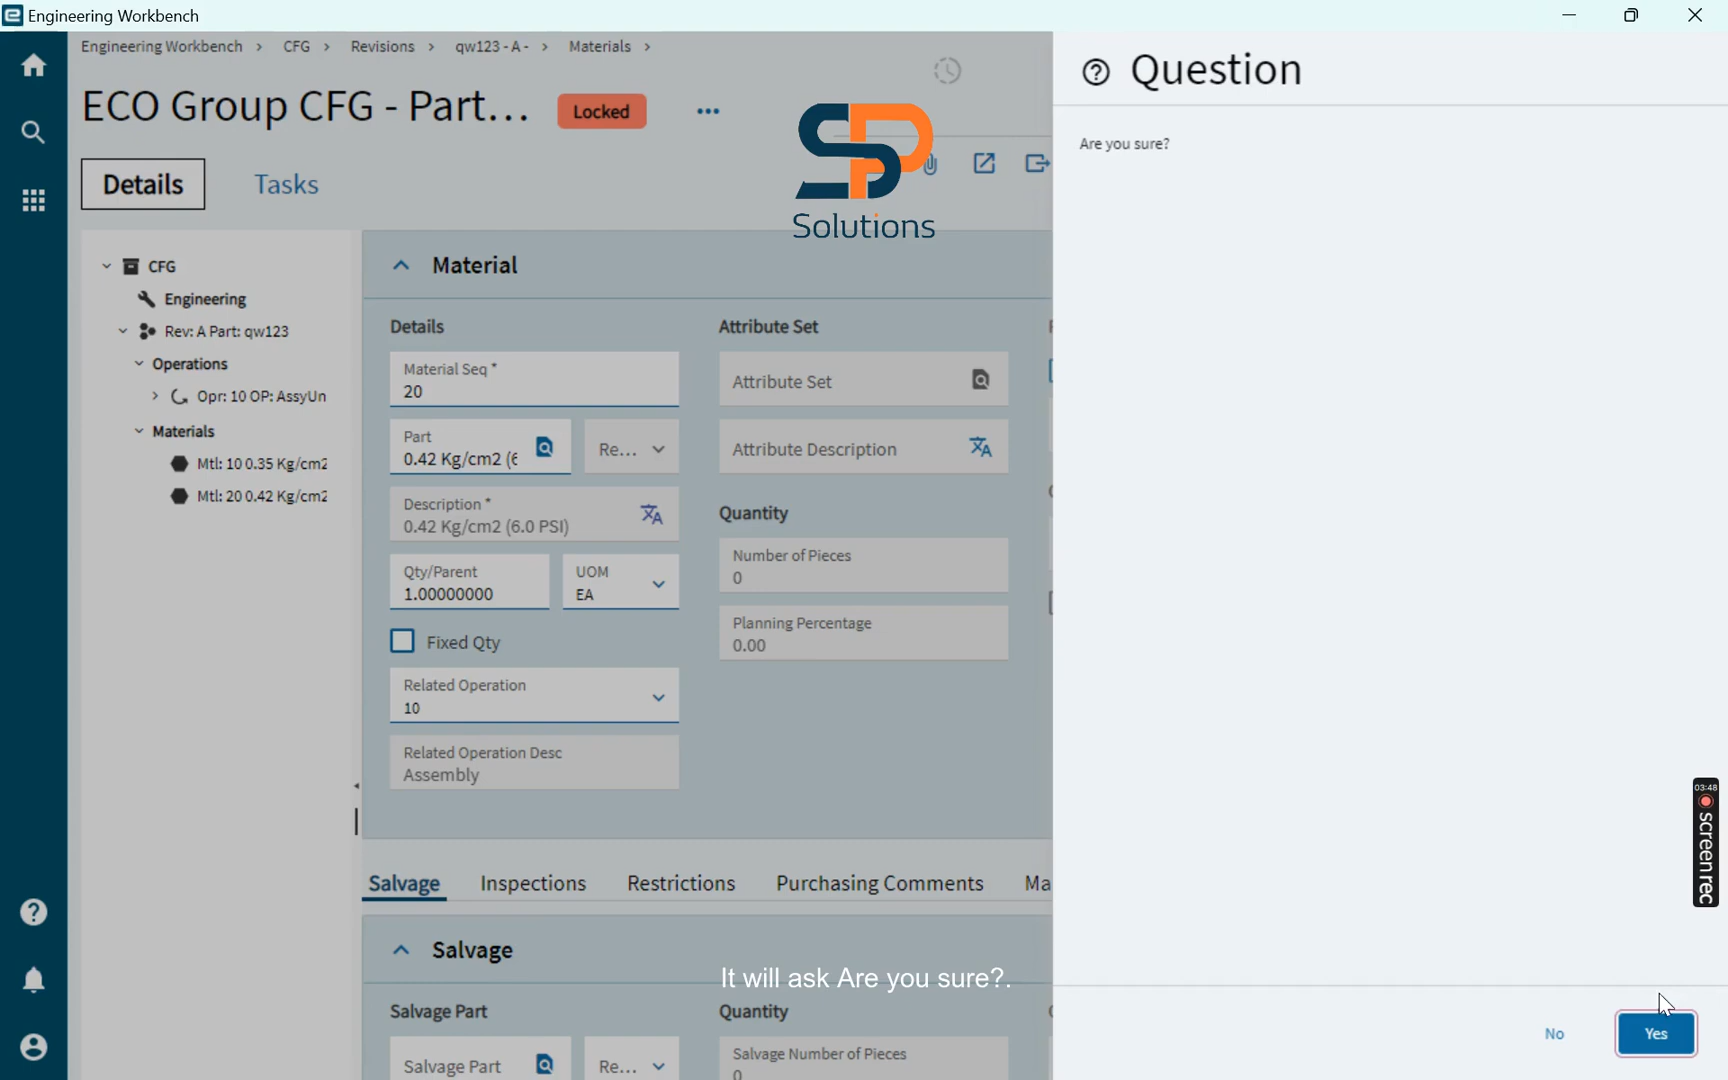 Engineering Workbench
Engineering Workbench > CFG > Revisions > qw123 - A - > Materials >
ECO Group CFG - Part...
Locked
Details
Tasks
SP
Solutions
CFG
Engineering
Rev: A Part: qw123
Operations
Opr: 10 OP: AssyUn
Materials
Mtl: 10 0.35 Kg/cm2
Mtl: 20 0.42 Kg/cm2
Material
Details
Material Seq *
20
Part
0.42 Kg/cm2 (6
Re...
Description *
0.42 Kg/cm2 (6.0 PSI)
Qty/Parent
1.00000000
UOM
EA
Fixed Qty
Related Operation
10
Related Operation Desc
Assembly
Attribute Set
Attribute Set
Attribute Description
Quantity
Number of Pieces
0
Planning Percentage
0.00
Salvage
Inspections
Restrictions
Purchasing Comments
Ma
Salvage
Salvage Part
Salvage Part
Re...
Quantity
Salvage Number of Pieces
0
It will ask Are you sure?.
Question
Are you sure?
No
Yes
03:48
screenrec